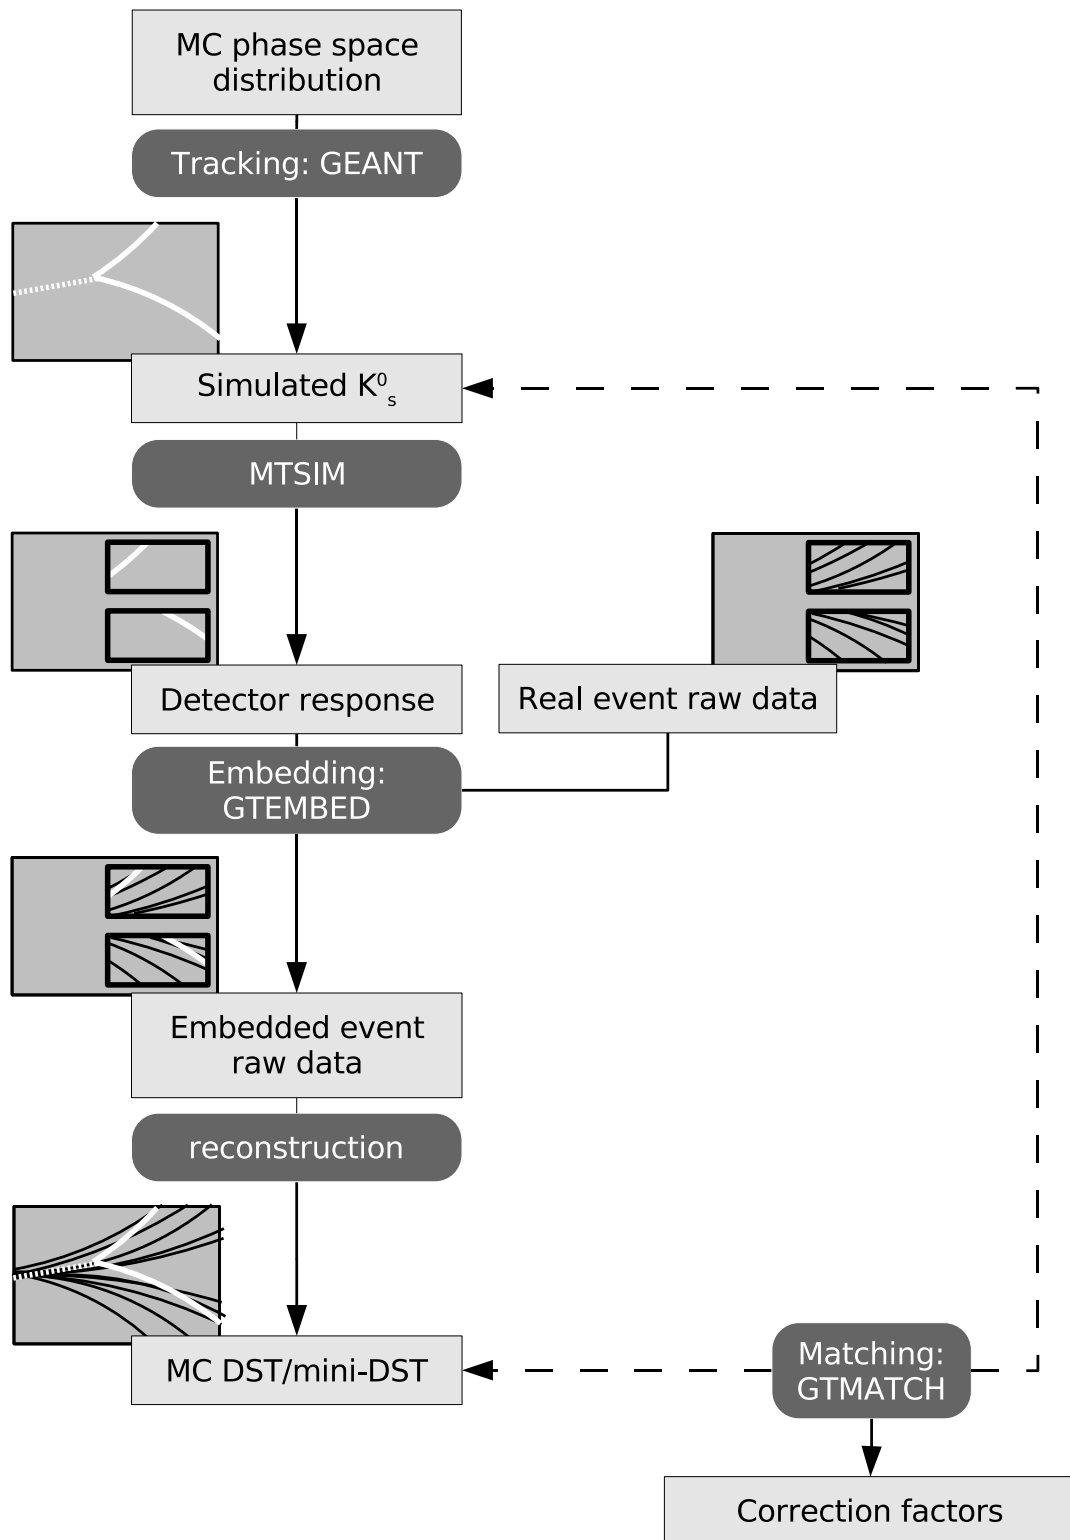 MC phase space
distribution
Tracking: GEANT
Simulated K⁰ₛ
MTSIM
Detector response
Real event raw data
Embedding:
GTEMBED
Embedded event
raw data
reconstruction
MC DST/mini-DST
Matching:
GTMATCH
Correction factors